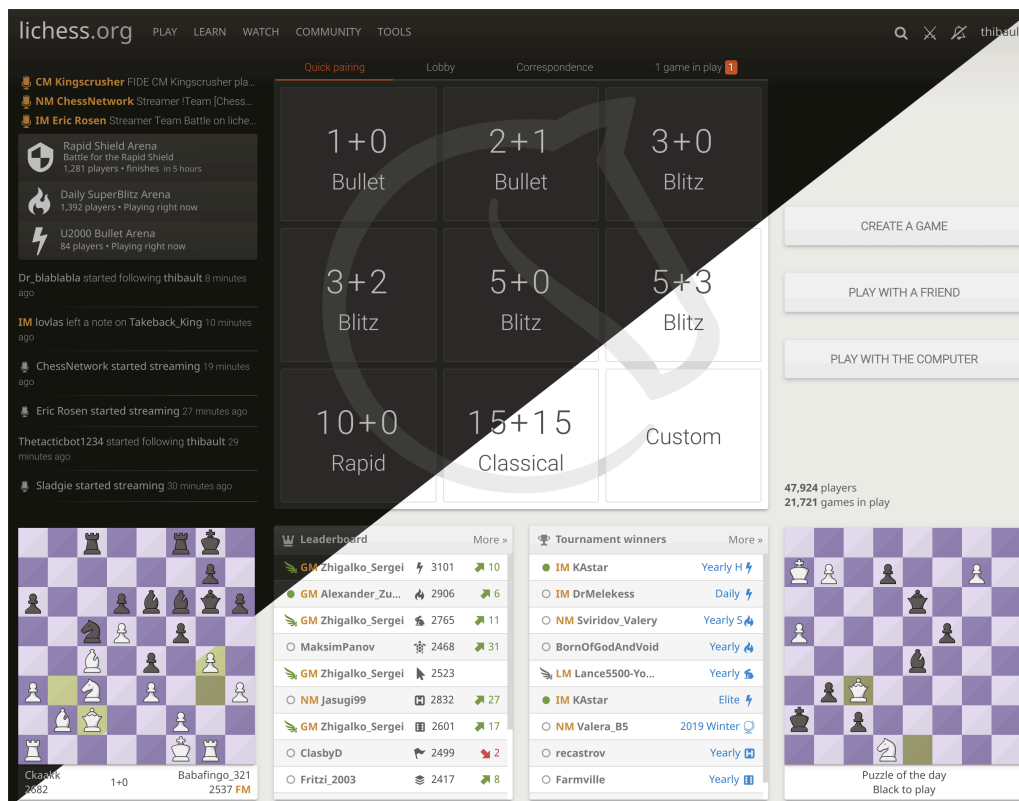 lichess.org PLAY LEARN WATCH COMMUNITY TOOLS thibaul
CM Kingscrusher FIDE CM Kingscrusher pla...
NM ChessNetwork Streamer !Team [Chess...
IM Eric Rosen Streamer Team Battle on liche...
Rapid Shield Arena
Battle for the Rapid Shield
1,281 players • finishes in 5 hours
Daily SuperBlitz Arena
1,392 players • Playing right now
U2000 Bullet Arena
84 players • Playing right now
Dr_blablabla started following thibault 8 minutes
ago
IM lovlas left a note on Takeback_King 10 minutes
ago
ChessNetwork started streaming 19 minutes
ago
Eric Rosen started streaming 27 minutes ago
Thetacticbot1234 started following thibault 29
minutes ago
Sladgie started streaming 30 minutes ago
Quick pairing Lobby Correspondence 1 game in play 1
1+0 2+1 3+0
Bullet Bullet Blitz
3+2 5+0 5+3
Blitz Blitz Blitz
10+0 15+15 Custom
Rapid Classical
CREATE A GAME
PLAY WITH A FRIEND
PLAY WITH THE COMPUTER
47,924 players
21,721 games in play
Ckaakk 1+0 Babafingo_321
2682 2537 FM
Leaderboard More »
GM Zhigalko_Sergei 3101 10
GM Alexander_Zu... 2906 6
GM Zhigalko_Sergei 2765 11
MaksimPanov 2468 31
GM Zhigalko_Sergei 2523
NM Jasugi99 2832 27
GM Zhigalko_Sergei 2601 17
ClasbyD 2499 2
Fritzi_2003 2417 8
Tournament winners More »
IM KAstar Yearly H
IM DrMelekess Daily
NM Sviridov_Valery Yearly S
BornOfGodAndVoid Yearly
LM Lance5500-Yo... Yearly
IM KAstar Elite
NM Valera_B5 2019 Winter
recastrov Yearly
Farmville Yearly
Puzzle of the day
Black to play